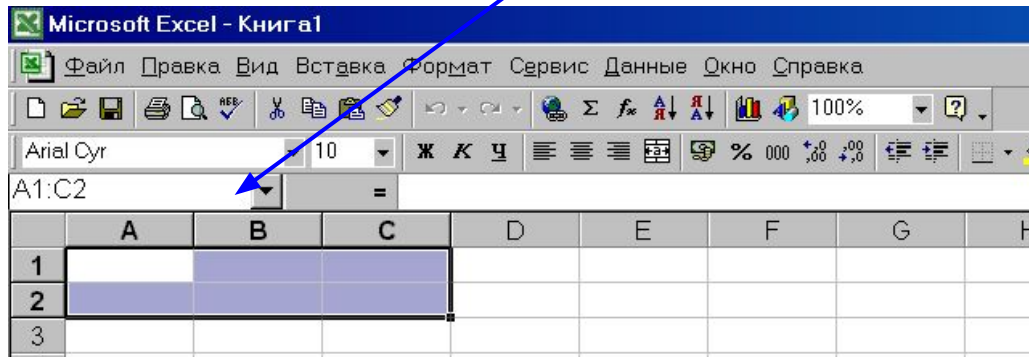 Microsoft Excel - Книга1
Файл Правка Вид Вставка Формат Сервис Данные Окно Справка
100%
Arial Cyr 10 Ж К Ч % 000
A1:C2 =
A B C D E F G H
1
2
3